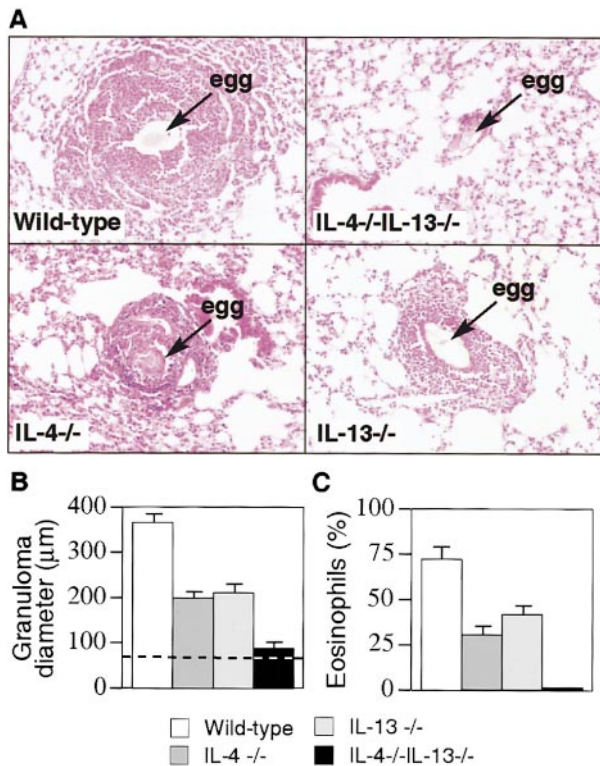 A
egg
Wild-type
egg
IL-4-/-IL-13-/-
egg
IL-4-/-
egg
IL-13-/-
B
400
300
200
100
0
Granuloma
diameter (μm)
C
100
75
50
25
0
Eosinophils (%)
Wild-type
IL-13 -/-
IL-4 -/-
IL-4-/-IL-13-/-